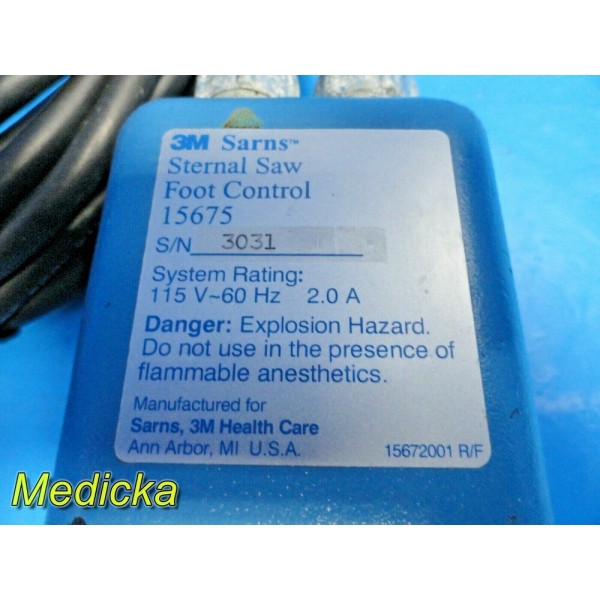 3M Sarns™
Sternal Saw
Foot Control
15675
S/N 3031
System Rating:
115 V~60 Hz 2.0 A
Danger: Explosion Hazard.
Do not use in the presence of
flammable anesthetics.
Manufactured for
Sarns, 3M Health Care
Ann Arbor, MI U.S.A. 15672001 R/F
Medicka